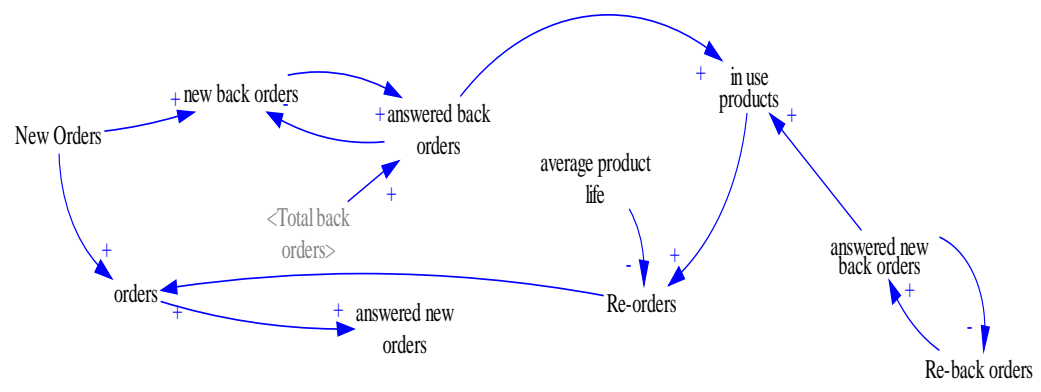 in use
products
+
+
new back orders
+
-
answered back
orders
+
New Orders
average product
life
<Total back
orders>
+
answered new
back orders
+
-
+
orders
+
+
answered new
orders
-
+
Re-orders
Re-back orders